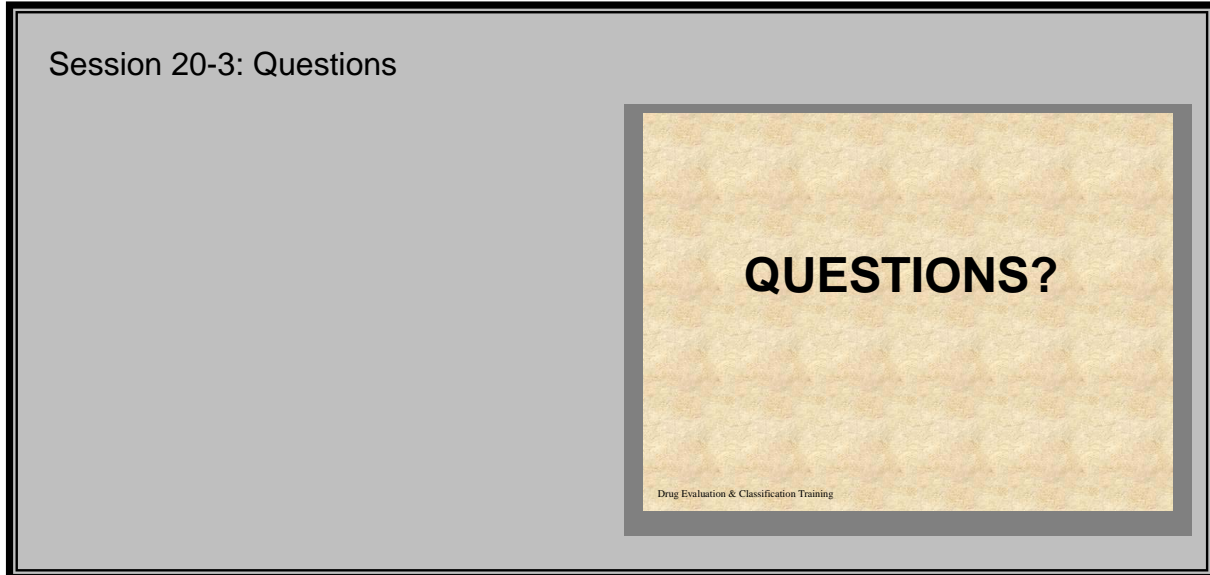 Session 20-3: Questions
QUESTIONS?
Drug Evaluation & Classification Training